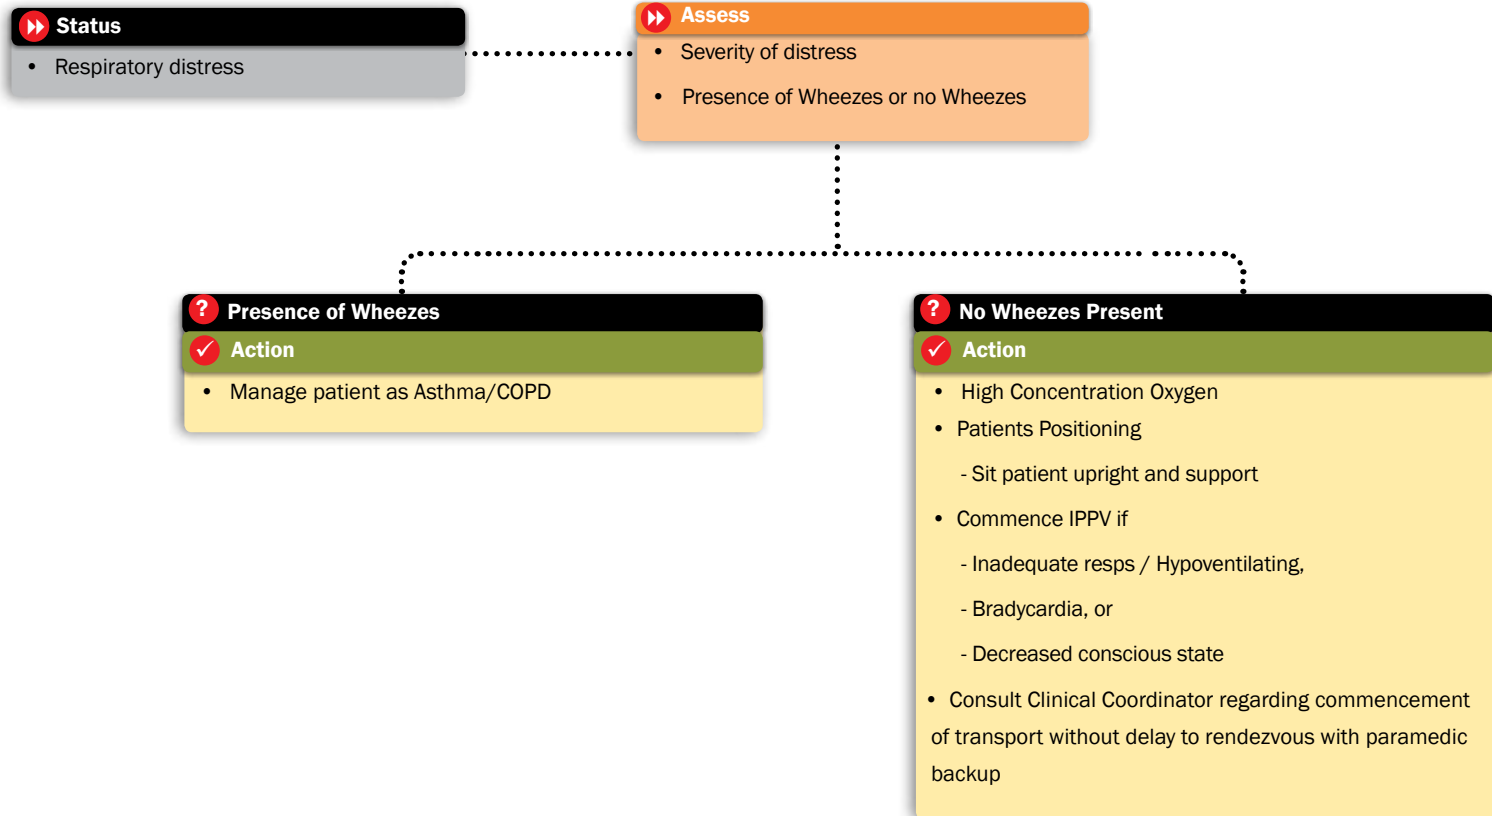 Status
• Respiratory distress
Assess
• Severity of distress
• Presence of Wheezes or no Wheezes
? Presence of Wheezes
Action
• Manage patient as Asthma/COPD
? No Wheezes Present
Action
• High Concentration Oxygen
• Patients Positioning
- Sit patient upright and support
• Commence IPPV if
- Inadequate resps / Hypoventilating,
- Bradycardia, or
- Decreased conscious state
• Consult Clinical Coordinator regarding commencement
of transport without delay to rendezvous with paramedic
backup